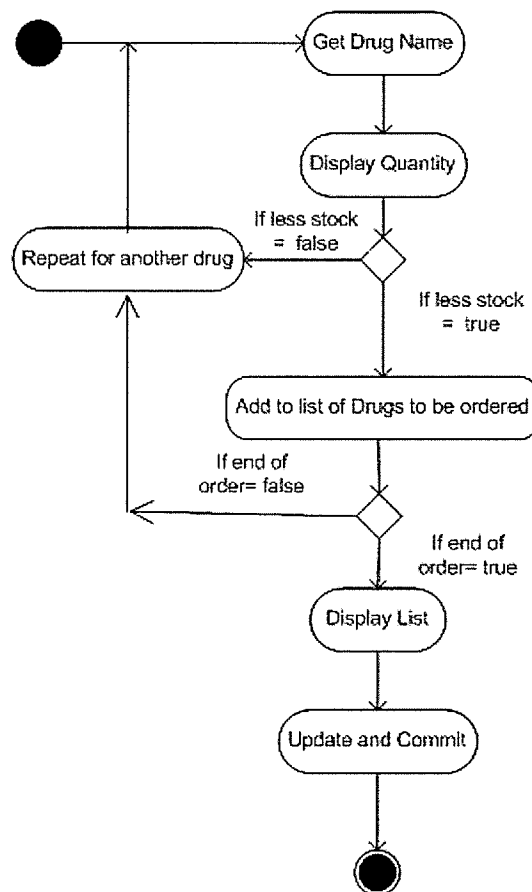 Get Drug Name
Display Quantity
If less stock
= false
Repeat for another drug
If less stock
= true
Add to list of Drugs to be ordered
If end of
order= false
If end of
order= true
Display List
Update and Commit